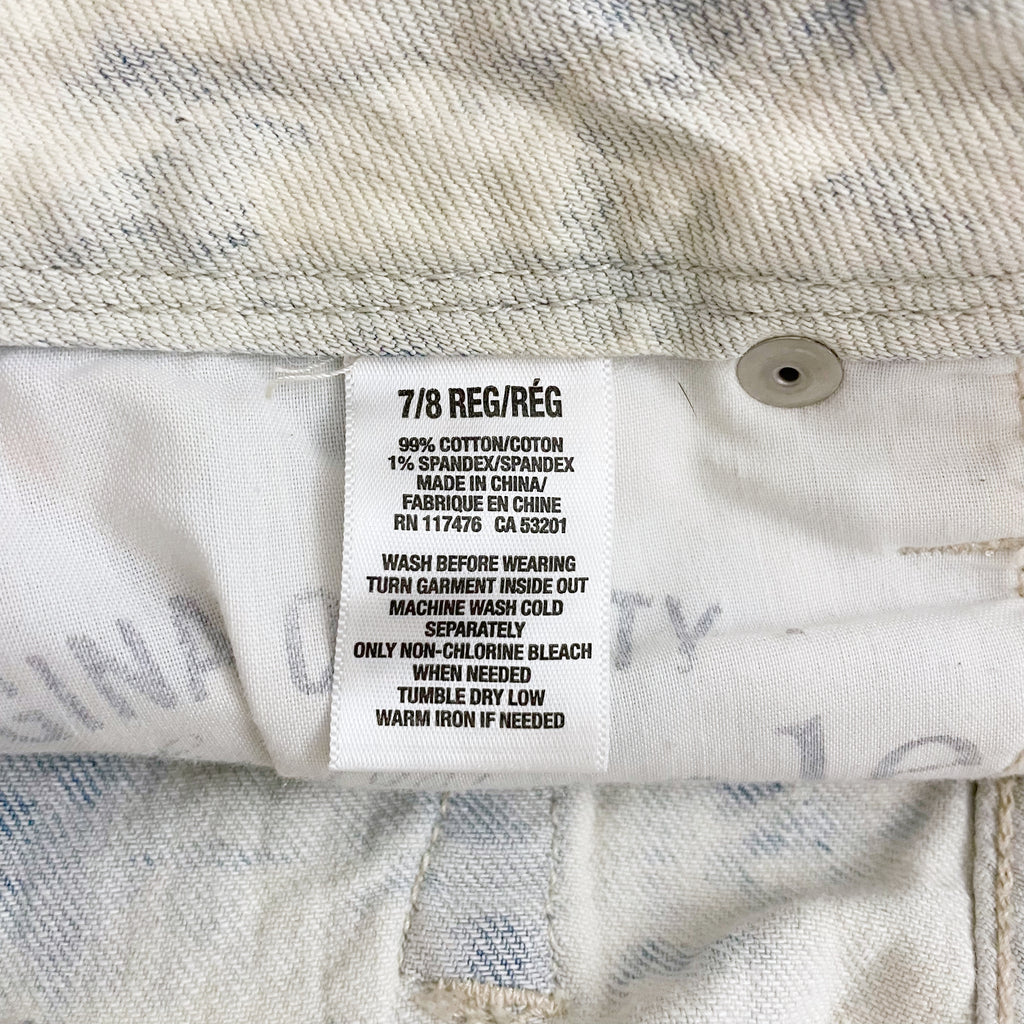 7/8 REG/RÉG
99% COTTON/COTON
1% SPANDEX/SPANDEX
MADE IN CHINA/
FABRIQUE EN CHINE
RN 117476 CA 53201
WASH BEFORE WEARING
TURN GARMENT INSIDE OUT
MACHINE WASH COLD
SEPARATELY
ONLY NON-CHLORINE BLEACH
WHEN NEEDED
TUMBLE DRY LOW
WARM IRON IF NEEDED